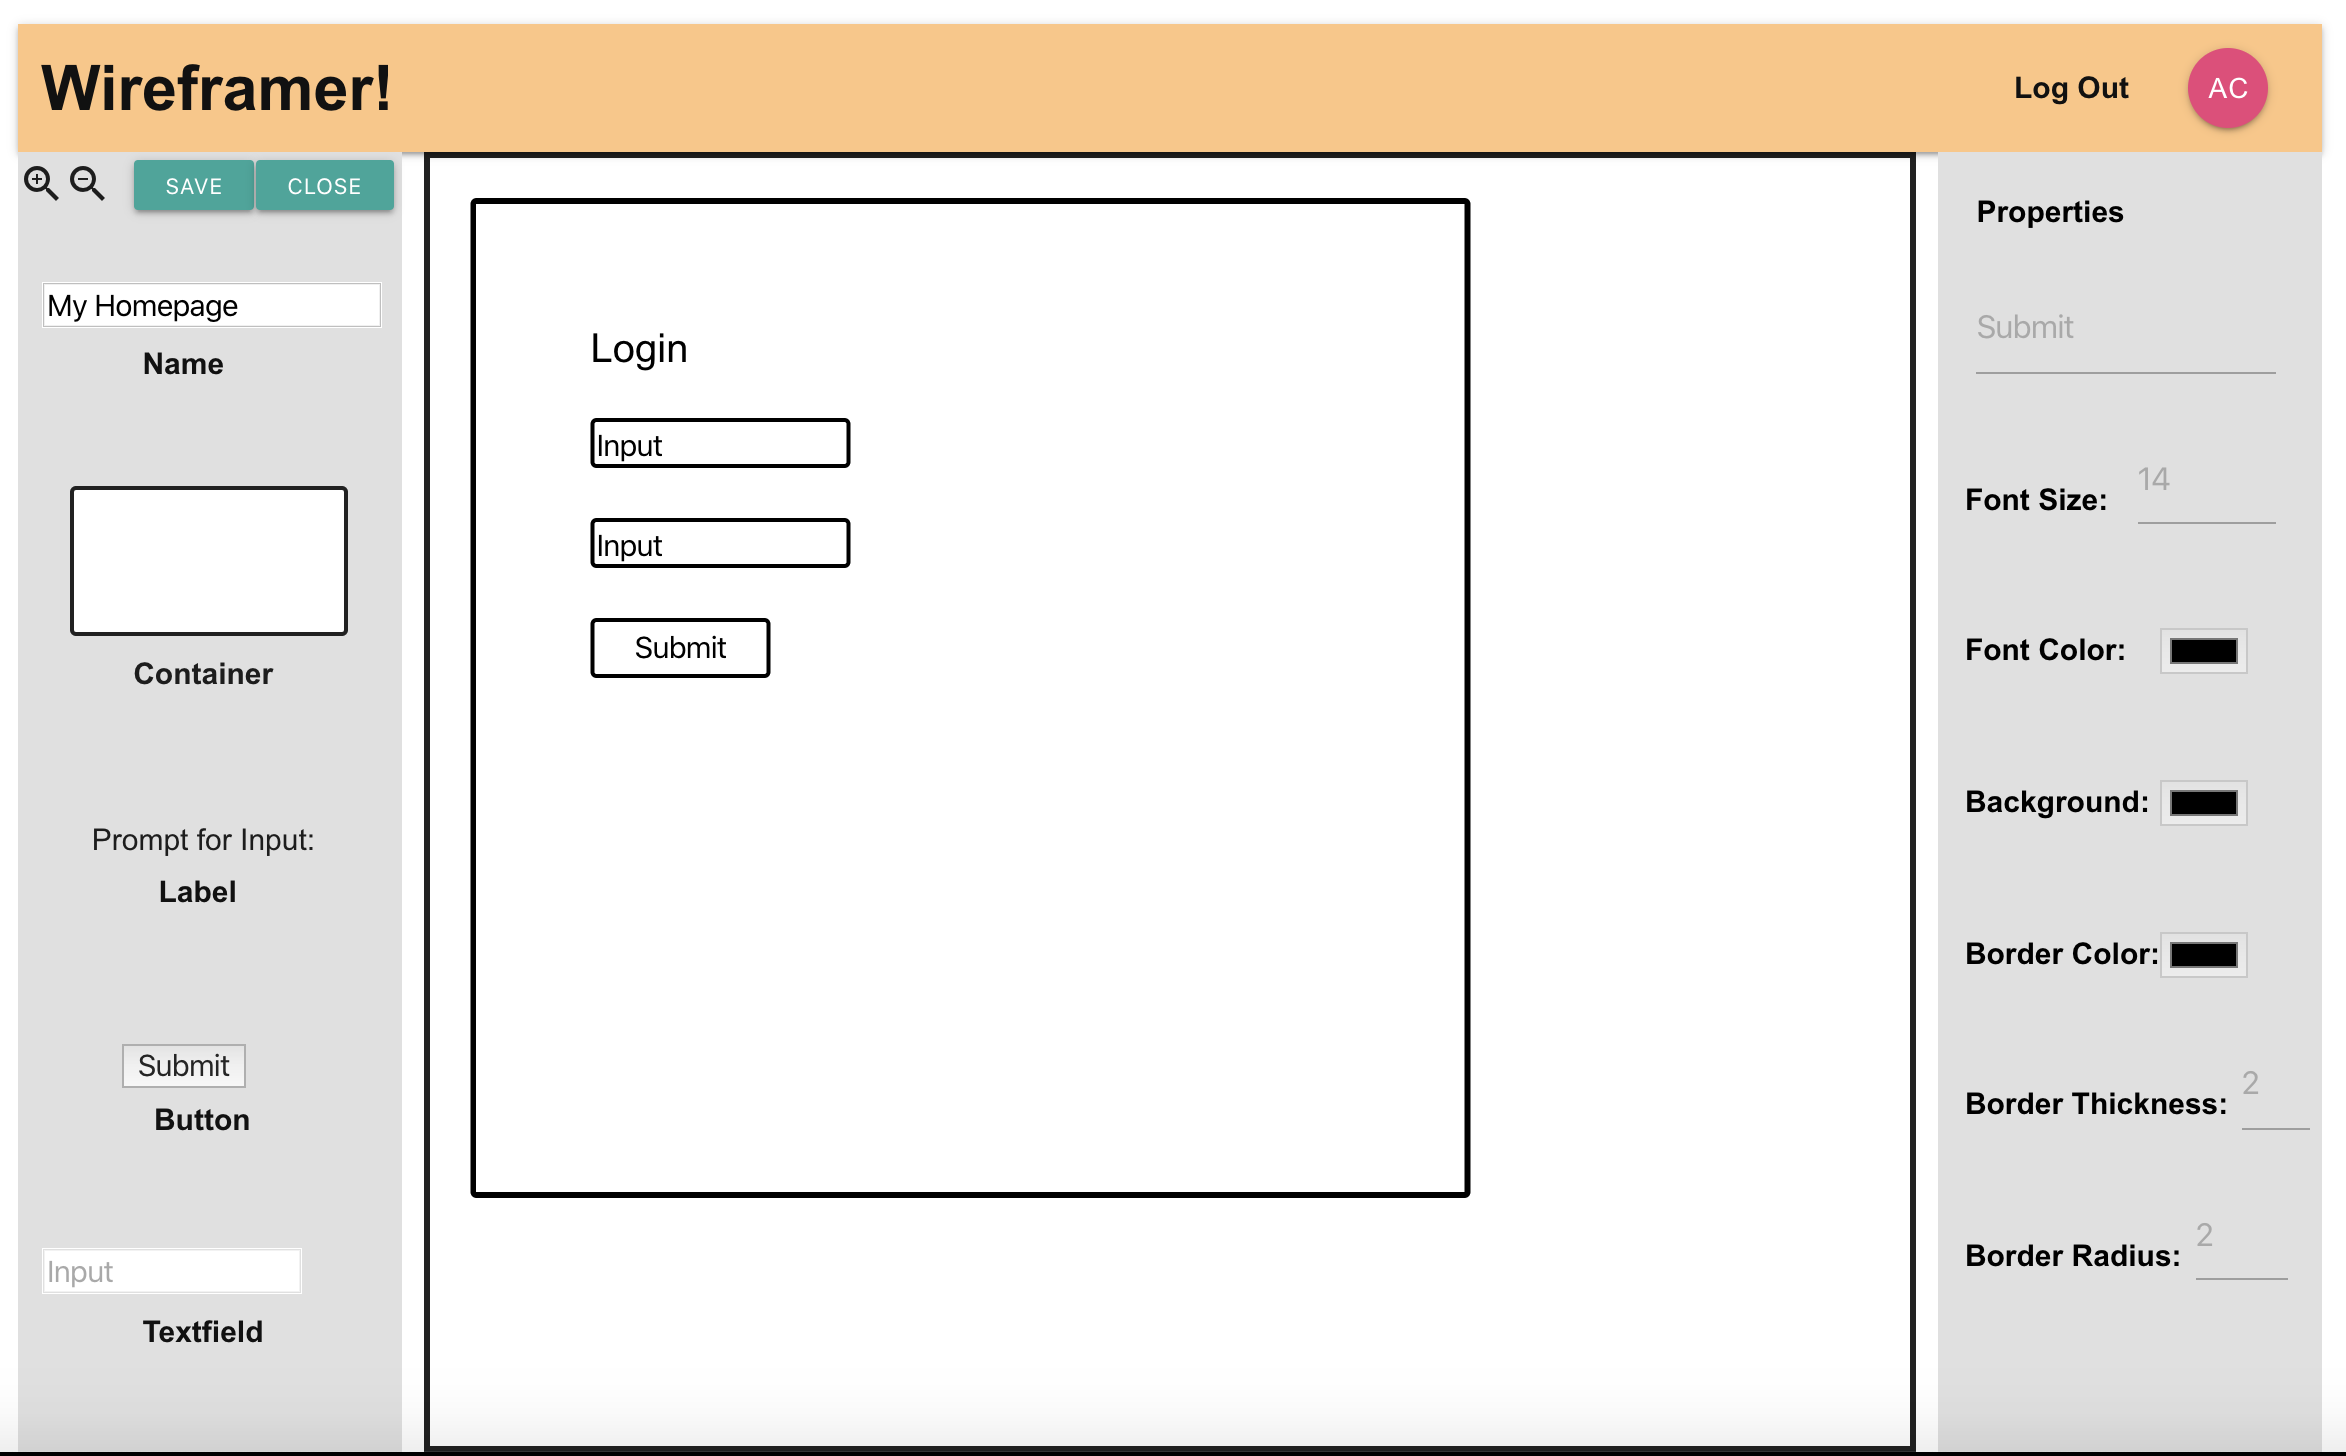 Wireframer!
Log Out
AC
SAVE
CLOSE
My Homepage
Name
Container
Prompt for Input:
Label
Submit
Button
Input
Textfield
Login
Input
Input
Submit
Properties
Submit
Font Size: 14
Font Color:
Background:
Border Color:
Border Thickness: 2
Border Radius: 2